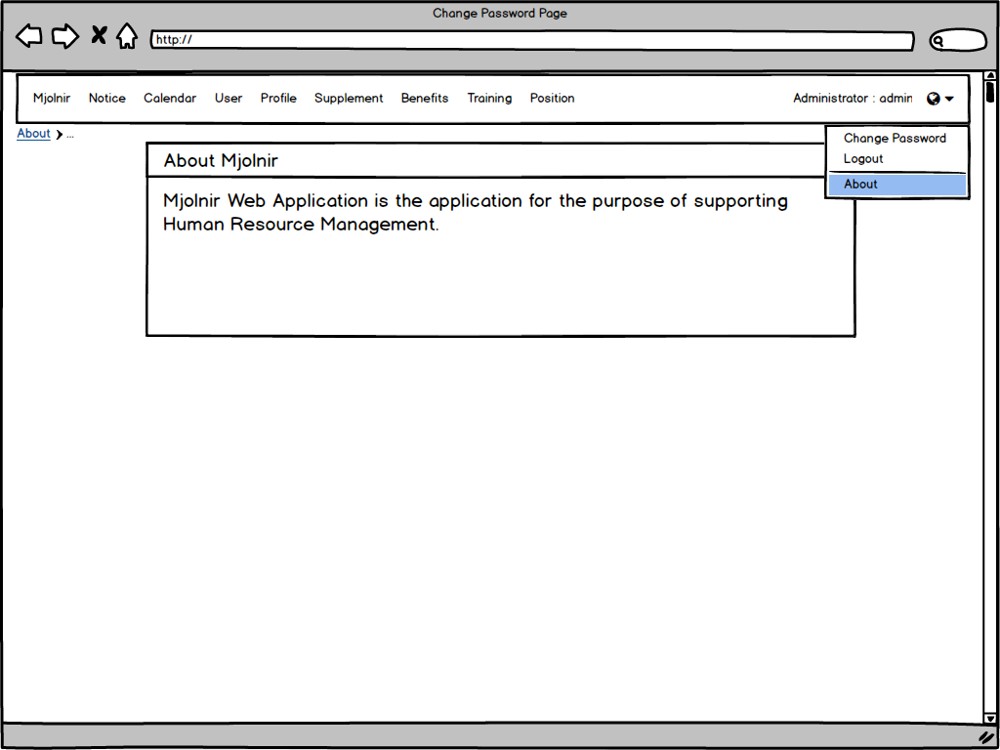 Change Password Page
http://
Mjolnir Notice Calendar User Profile Supplement Benefits Training Position Administrator : admin
About ...
Change Password
Logout
About
About Mjolnir
Mjolnir Web Application is the application for the purpose of supporting
Human Resource Management.